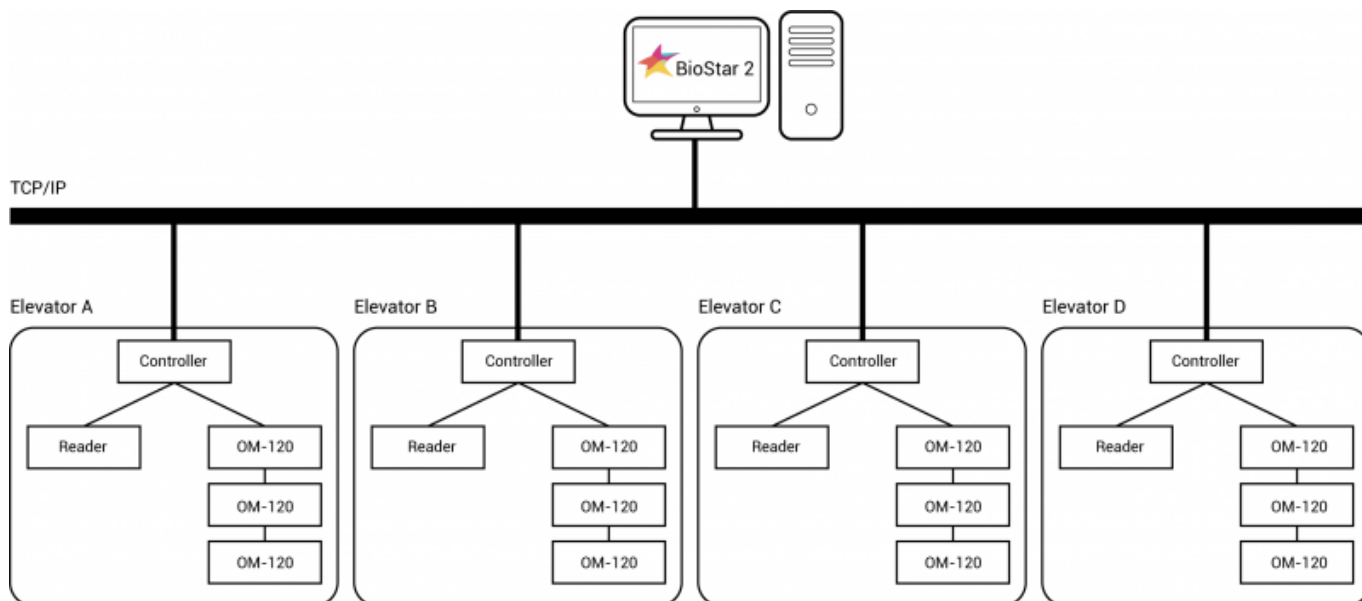 BioStar 2
TCP/IP
Elevator A
Elevator B
Elevator C
Elevator D
Controller
Controller
Controller
Controller
Reader
OM-120
Reader
OM-120
Reader
OM-120
Reader
OM-120
OM-120
OM-120
OM-120
OM-120
OM-120
OM-120
OM-120
OM-120